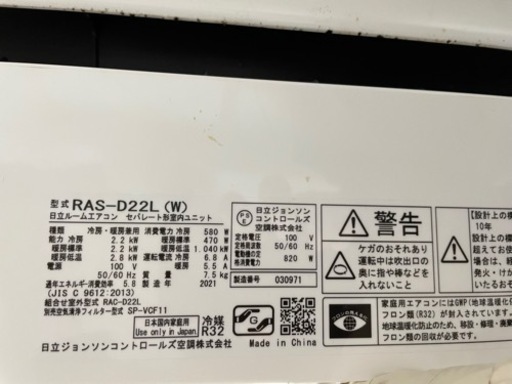 型式 RAS-D22L (W)
日立ルームエアコン セパレート形室内ユニット
種類 冷房・暖房兼用 消費電力 冷房 580 W
能力 冷房 2.2 kW 暖房標準 470 W
暖房標準 2.2 kW 暖房低温 1.040 kW
暖房低温 2.8 kW 運転電流 冷房 6.8 A
電源 100 V 暖房標準 5.5 A
50/60 Hz 質量 7.5 kg
通年エネルギー消費効率 5.8 製造年 2021
(JIS C 9612:2013)
組合せ室外型式 RAC-D22L
別売空気清浄フィルター型式 SP-VCF11
日本国内家庭用
Use only in Japan
冷媒
R32
日立ジョンソンコントロールズ空調株式会社
PSE
日立ジョンソン
コントロールズ
空調株式会社
定格電圧 100 V
定格周波数 50/60 Hz
電動機の
定格消費電力 820 W
製造番号 030971
G
Made in China
警告
ケガのおそれあり
運転中は吹出口の
奥に指や棒などを
入れないこと
【設計上の
10年
設計上の
家庭用エアコンにはGWP(地球温暖化
フロン類(R32)が封入されています。
地球温暖化防止のため、移設・修理・廃棄
フロン類の回収が必要です。